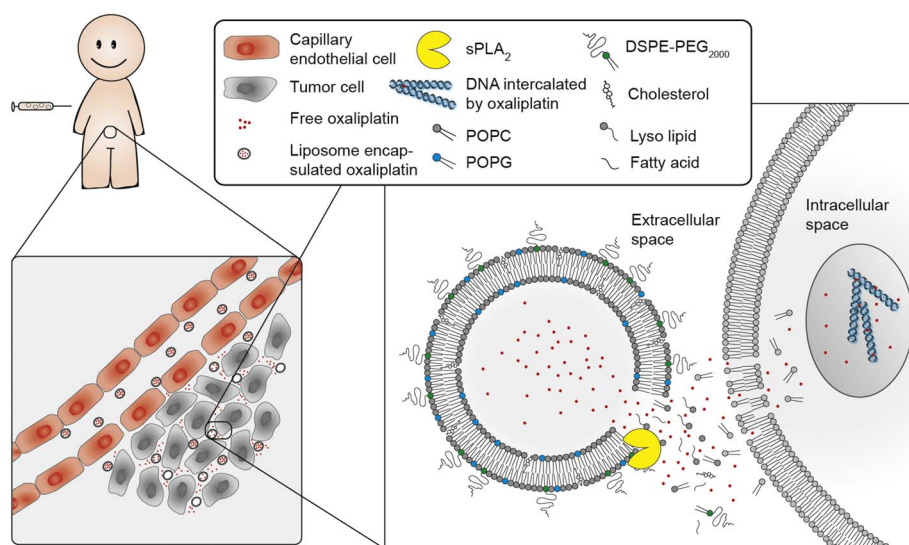 Capillary
endothelial cell
Tumor cell
Free oxaliplatin
Liposome encap-
sulated oxaliplatin
sPLA₂
DNA intercalated
by oxaliplatin
POPC
POPG
DSPE-PEG₂₀₀₀
Cholesterol
Lyso lipid
Fatty acid
Extracellular
space
Intracellular
space